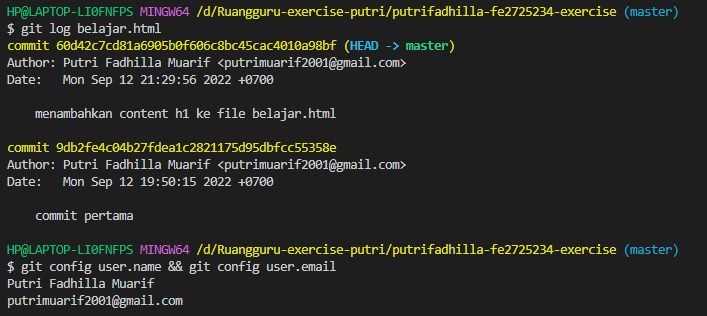 HP@LAPTOP-LI0FNFPS MINGW64 /d/Ruangguru-exercise-putri/putrifadhilla-fe2725234-exercise (master)
$ git log belajar.html
commit 60d42c7cd81a6905b0f606c8bc45cac4010a98bf (HEAD -> master)
Author: Putri Fadhilla Muarif <putrimuarif2001@gmail.com>
Date:   Mon Sep 12 21:29:56 2022 +0700

    menambahkan content h1 ke file belajar.html

commit 9db2fe4c04b27fdea1c2821175d95dbfcc55358e
Author: Putri Fadhilla Muarif <putrimuarif2001@gmail.com>
Date:   Mon Sep 12 19:50:15 2022 +0700

    commit pertama

HP@LAPTOP-LI0FNFPS MINGW64 /d/Ruangguru-exercise-putri/putrifadhilla-fe2725234-exercise (master)
$ git config user.name && git config user.email
Putri Fadhilla Muarif
putrimuarif2001@gmail.com